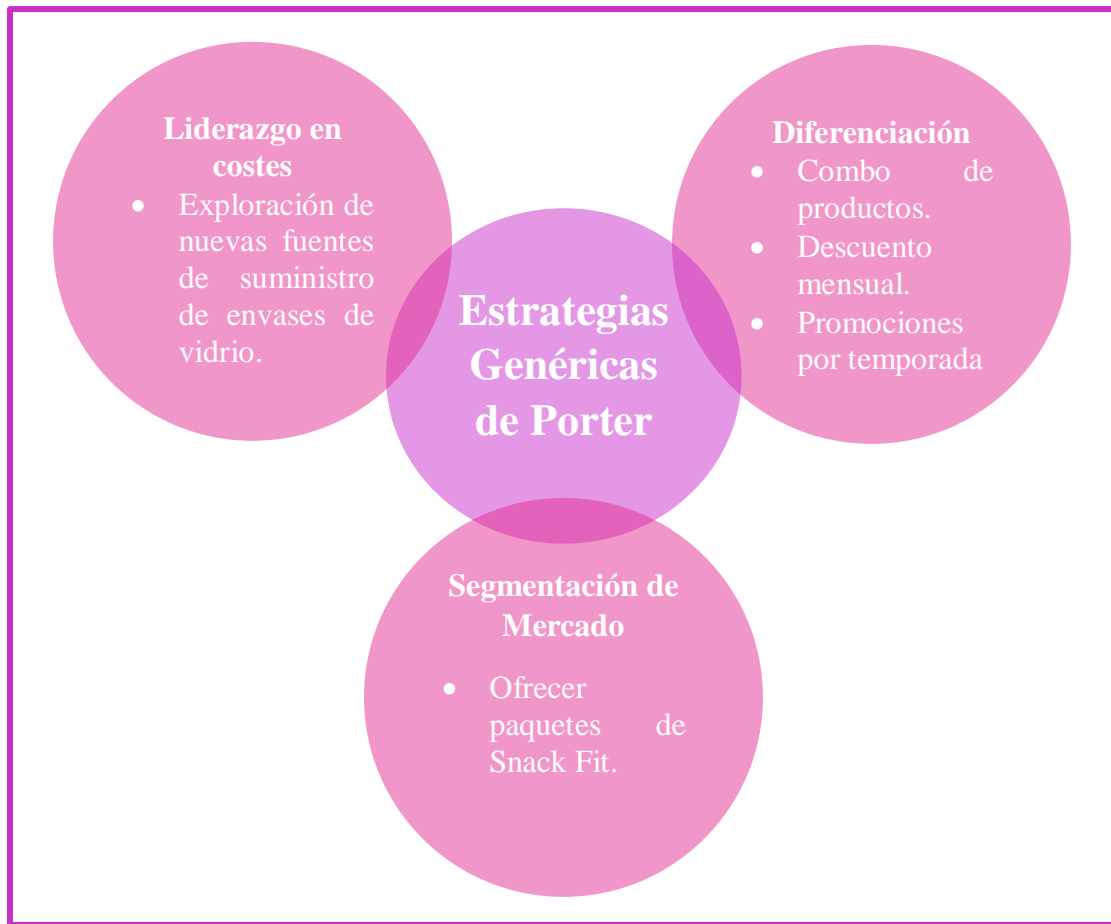 Liderazgo en
costes
• Exploración de
nuevas fuentes
de suministro
de envases de
vidrio.
Diferenciación
• Combo de
productos.
• Descuento
mensual.
• Promociones
por temporada
Estrategias
Genéricas
de Porter
Segmentación de
Mercado
• Ofrecer
paquetes de
Snack Fit.